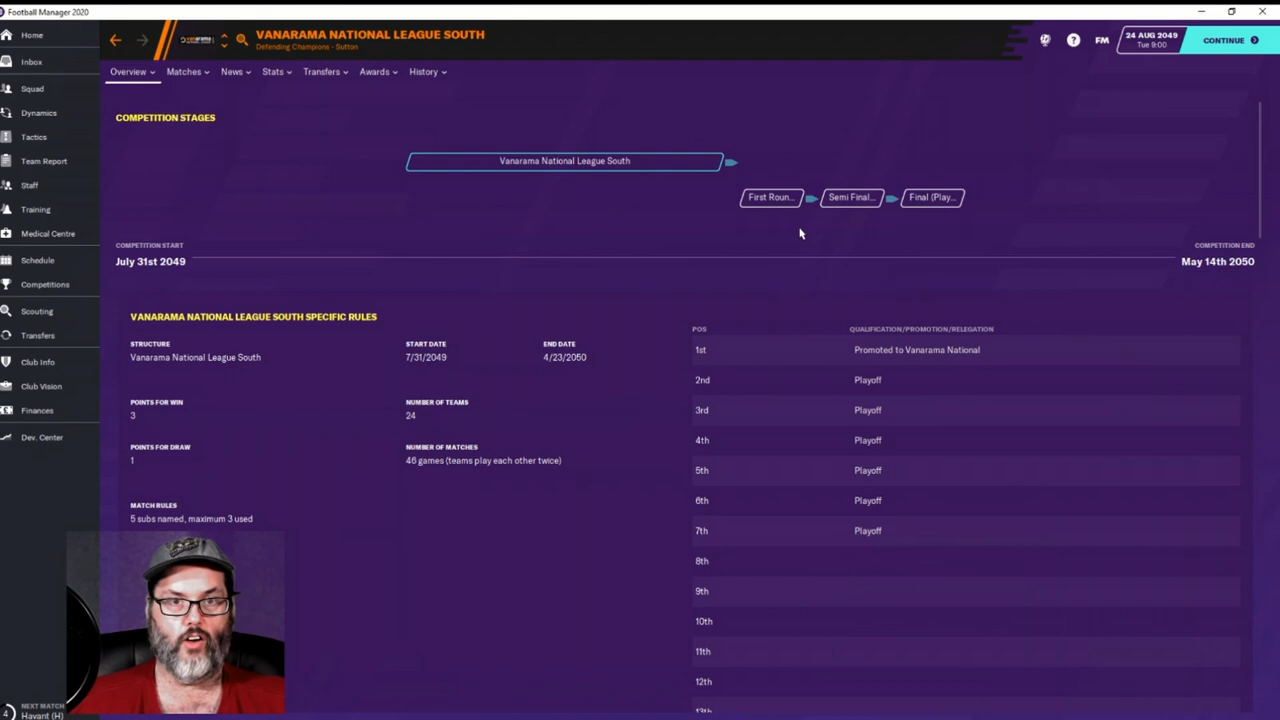 Football Manager 2020
Home
Inbox
Squad
Dynamics
Tactics
Team Report
Staff
Training
Medical Centre
Schedule
Competitions
Scouting
Transfers
Club Info
Club Vision
Finances
Dev. Center
4
NEXT MATCH
Havant (H)
VANARAMA NATIONAL LEAGUE SOUTH
Defending Champions - Sutton
FM
24 AUG 2049
Tue 9:00
CONTINUE
Overview
Matches
News
Stats
Transfers
Awards
History
COMPETITION STAGES
Vanarama National League South
First Roun...
Semi Final...
Final (Play...
COMPETITION START
July 31st 2049
COMPETITION END
May 14th 2050
VANARAMA NATIONAL LEAGUE SOUTH SPECIFIC RULES
STRUCTURE
Vanarama National League South
START DATE
7/31/2049
END DATE
4/23/2050
POINTS FOR WIN
3
NUMBER OF TEAMS
24
POINTS FOR DRAW
1
NUMBER OF MATCHES
46 games (teams play each other twice)
MATCH RULES
5 subs named, maximum 3 used
POS QUALIFICATION/PROMOTION/RELEGATION
1st Promoted to Vanarama National
2nd Playoff
3rd Playoff
4th Playoff
5th Playoff
6th Playoff
7th Playoff
8th
9th
10th
11th
12th
13th